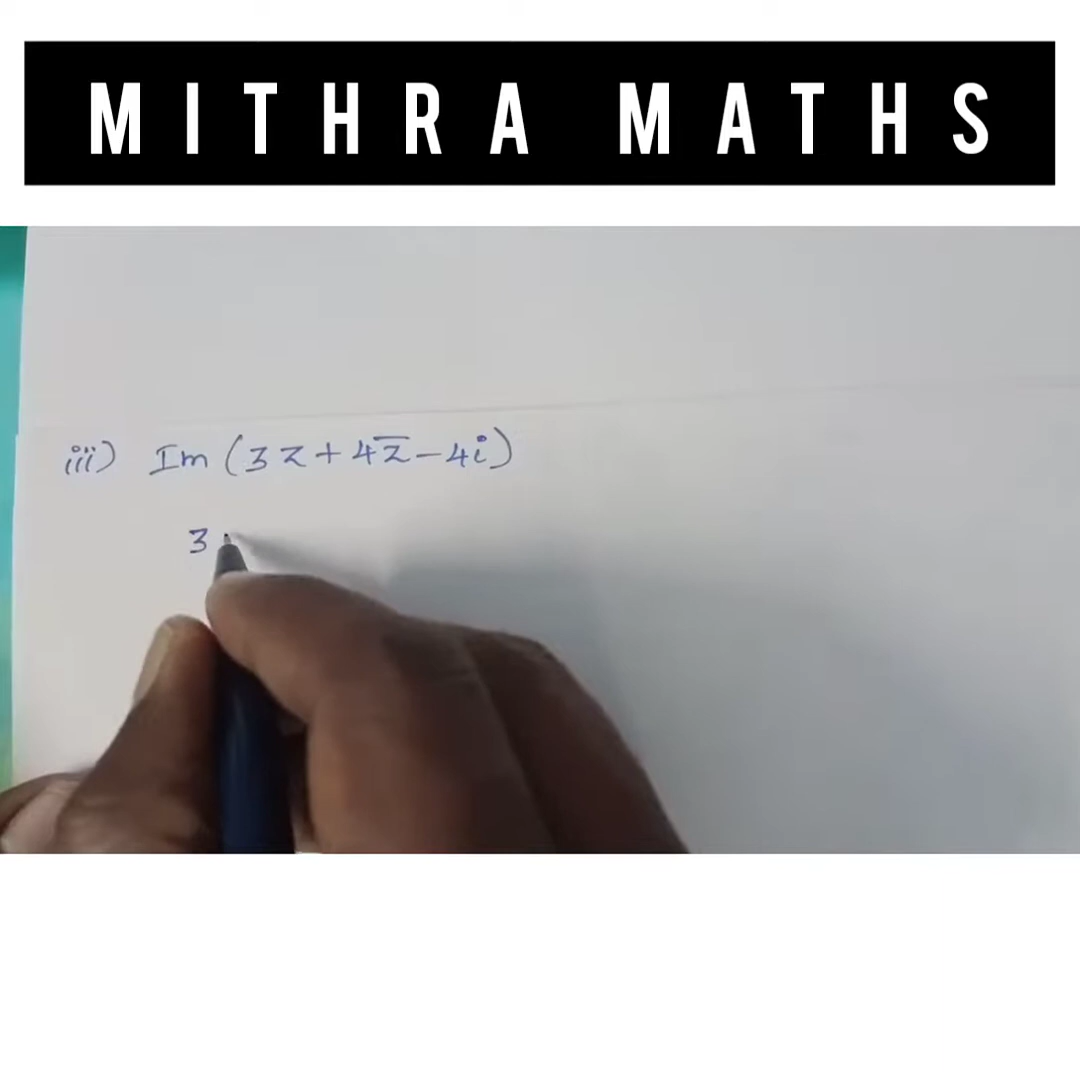 MITHRA MATHS
iii) Im (3z + 4z̅ - 4i)
3